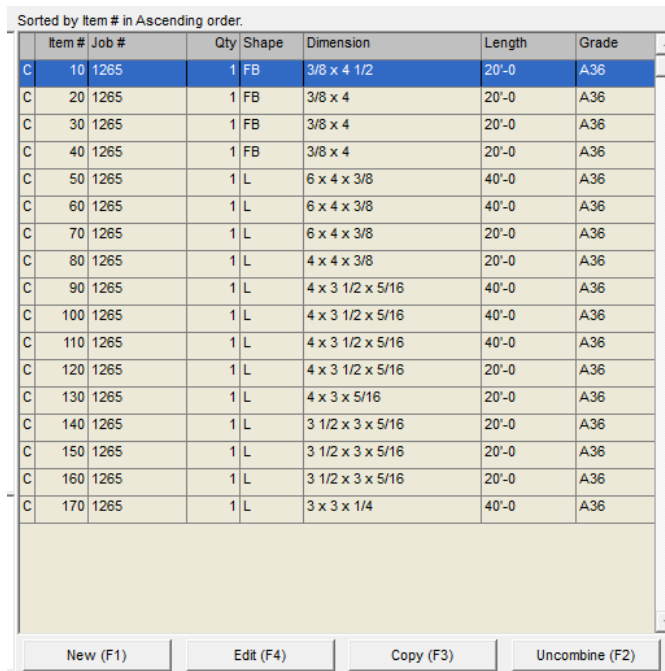 Sorted by Item # in Ascending order.
Item # Job # Qty Shape Dimension Length Grade
C 10 1265 1 FB 3/8 x 4 1/2 20'-0 A36
C 20 1265 1 FB 3/8 x 4 20'-0 A36
C 30 1265 1 FB 3/8 x 4 20'-0 A36
C 40 1265 1 FB 3/8 x 4 20'-0 A36
C 50 1265 1 L 6 x 4 x 3/8 40'-0 A36
C 60 1265 1 L 6 x 4 x 3/8 40'-0 A36
C 70 1265 1 L 6 x 4 x 3/8 20'-0 A36
C 80 1265 1 L 4 x 4 x 3/8 20'-0 A36
C 90 1265 1 L 4 x 3 1/2 x 5/16 40'-0 A36
C 100 1265 1 L 4 x 3 1/2 x 5/16 40'-0 A36
C 110 1265 1 L 4 x 3 1/2 x 5/16 40'-0 A36
C 120 1265 1 L 4 x 3 1/2 x 5/16 20'-0 A36
C 130 1265 1 L 4 x 3 x 5/16 20'-0 A36
C 140 1265 1 L 3 1/2 x 3 x 5/16 20'-0 A36
C 150 1265 1 L 3 1/2 x 3 x 5/16 20'-0 A36
C 160 1265 1 L 3 1/2 x 3 x 5/16 20'-0 A36
C 170 1265 1 L 3 x 3 x 1/4 40'-0 A36
New (F1) Edit (F4) Copy (F3) Uncombine (F2)